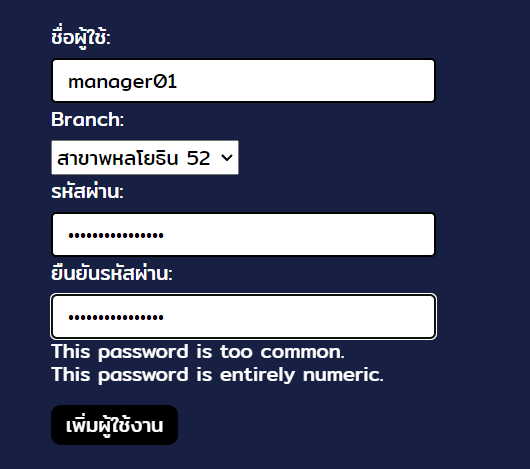 ชื่อผู้ใช้:
manager01
Branch:
สาขาพหลโยธิน 52
รหัสผ่าน:
••••••••••••••••
ยืนยันรหัสผ่าน:
••••••••••••••••
This password is too common.
This password is entirely numeric.
เพิ่มผู้ใช้งาน